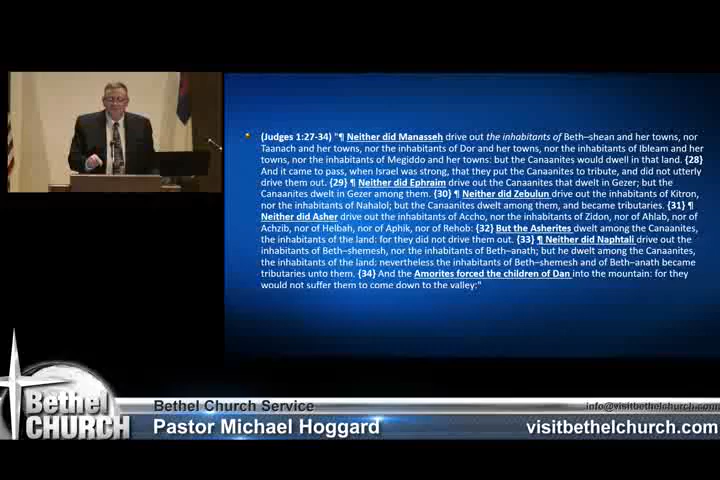 (Judges 1:27-34) "¶ Neither did Manasseh drive out the inhabitants of Beth–shean and her towns, nor
Taanach and her towns, nor the inhabitants of Dor and her towns, nor the inhabitants of Ibleam and her
towns, nor the inhabitants of Megiddo and her towns: but the Canaanites would dwell in that land. {28}
And it came to pass, when Israel was strong, that they put the Canaanites to tribute, and did not utterly
drive them out. {29} ¶ Neither did Ephraim drive out the Canaanites that dwelt in Gezer; but the
Canaanites dwelt in Gezer among them. {30} ¶ Neither did Zebulun drive out the inhabitants of Kitron,
nor the inhabitants of Nahalol; but the Canaanites dwelt among them, and became tributaries. {31} ¶
Neither did Asher drive out the inhabitants of Accho, nor the inhabitants of Zidon, nor of Ahlab, nor of
Achzib, nor of Helbah, nor of Aphik, nor of Rehob: {32} But the Asherites dwelt among the Canaanites,
the inhabitants of the land: for they did not drive them out. {33} ¶ Neither did Naphtali drive out the
inhabitants of Beth–shemesh, nor the inhabitants of Beth–anath; but he dwelt among the Canaanites,
the inhabitants of the land: nevertheless the inhabitants of Beth–shemesh and of Beth–anath became
tributaries unto them. {34} And the Amorites forced the children of Dan into the mountain: for they
would not suffer them to come down to the valley:"
Bethel
CHURCH
Bethel Church Service
info@visitbethelchurch.com
Pastor Michael Hoggard
visitbethelchurch.com